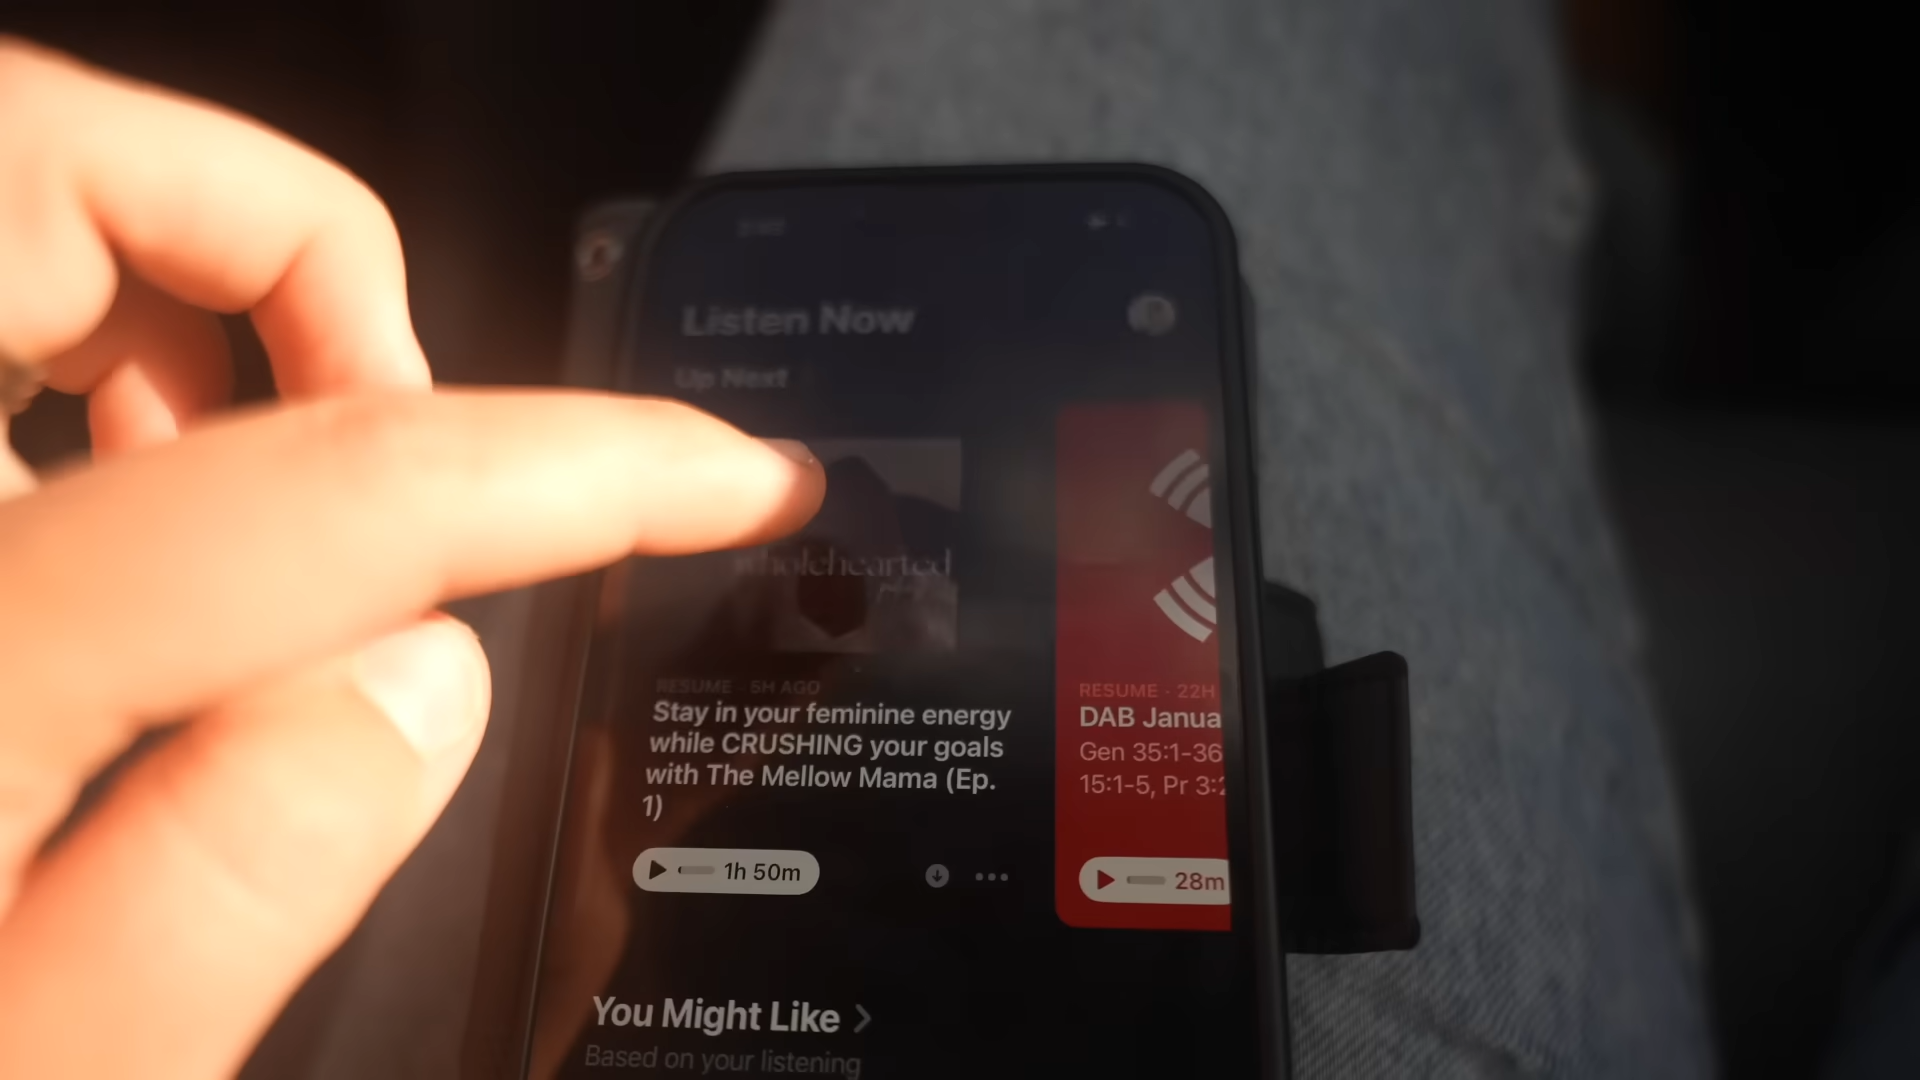 Listen Now
Up Next
wholehearted
RESUME · 5H AGO
Stay in your feminine energy
while CRUSHING your goals
with The Mellow Mama (Ep.
1)
1h 50m
RESUME · 22H
DAB Janua
Gen 35:1-36
15:1-5, Pr 3:2
28m
You Might Like >
Based on your listening